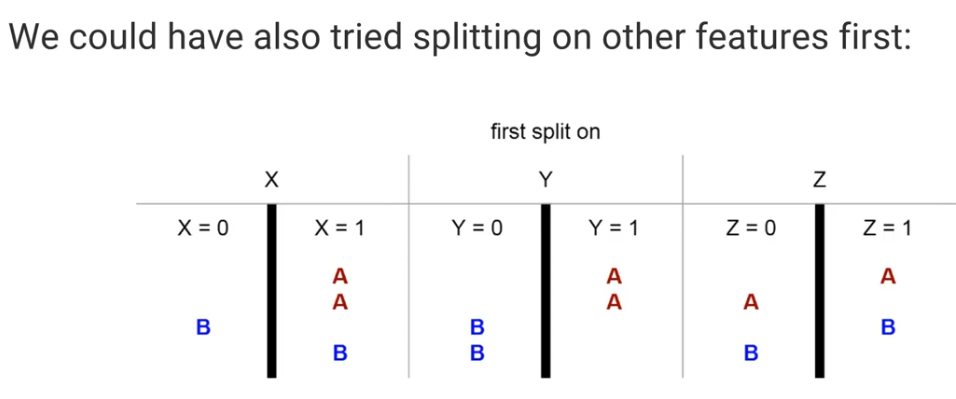 We could have also tried splitting on other features first:
first split on
X Y Z
X = 0 X = 1 Y = 0 Y = 1 Z = 0 Z = 1
A A A
A A A
B B B
B B B